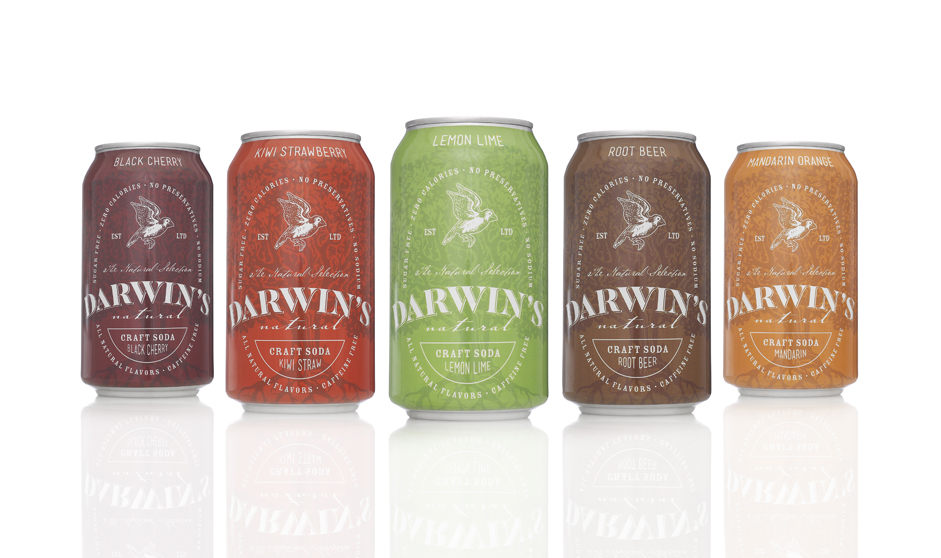 BLACK CHERRY
SUGAR FREE · ZERO CALORIES · NO PRESERVATIVES · NO SODIUM
EST LTD
The Natural Selection
DARWIN'S
natural
CRAFT SODA
BLACK CHERRY
ALL NATURAL FLAVORS · CAFFEINE FREE
KIWI STRAWBERRY
SUGAR FREE · ZERO CALORIES · NO PRESERVATIVES · NO SODIUM
EST LTD
The Natural Selection
DARWIN'S
natural
CRAFT SODA
KIWI STRAW
ALL NATURAL FLAVORS · CAFFEINE FREE
LEMON LIME
SUGAR FREE · ZERO CALORIES · NO PRESERVATIVES · NO SODIUM
EST LTD
The Natural Selection
DARWIN'S
natural
CRAFT SODA
LEMON LIME
ALL NATURAL FLAVORS · CAFFEINE FREE
ROOT BEER
SUGAR FREE · ZERO CALORIES · NO PRESERVATIVES · NO SODIUM
EST LTD
The Natural Selection
DARWIN'S
natural
CRAFT SODA
ROOT BEER
ALL NATURAL FLAVORS · CAFFEINE FREE
MANDARIN ORANGE
SUGAR FREE · ZERO CALORIES · NO PRESERVATIVES · NO SODIUM
EST LTD
The Natural Selection
DARWIN'S
natural
CRAFT SODA
MANDARIN
ALL NATURAL FLAVORS · CAFFEINE FREE